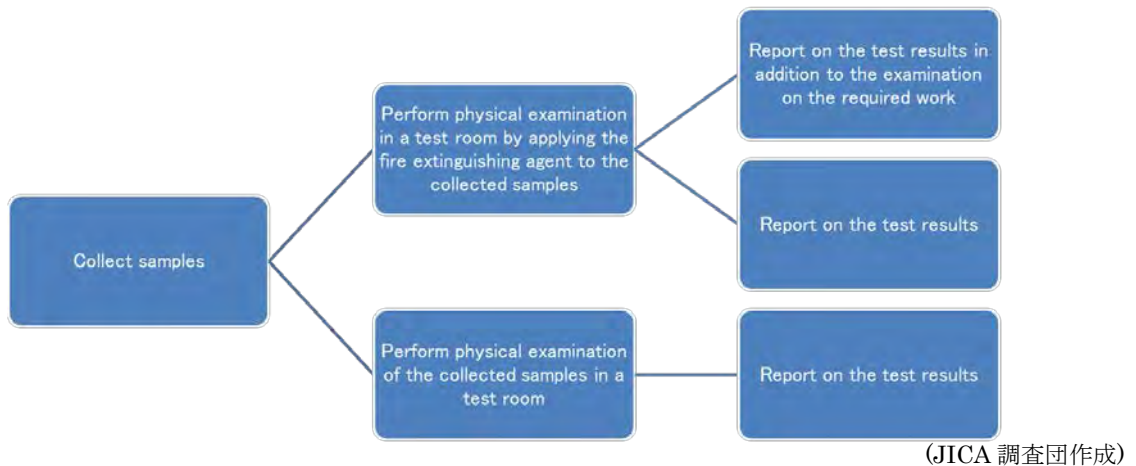 Collect samples
Perform physical examination
in a test room by applying the
fire extinguishing agent to the
collected samples
Report on the test results in
addition to the examination
on the required work
Report on the test results
Perform physical examination
of the collected samples in a
test room
Report on the test results
(JICA 調査団作成)